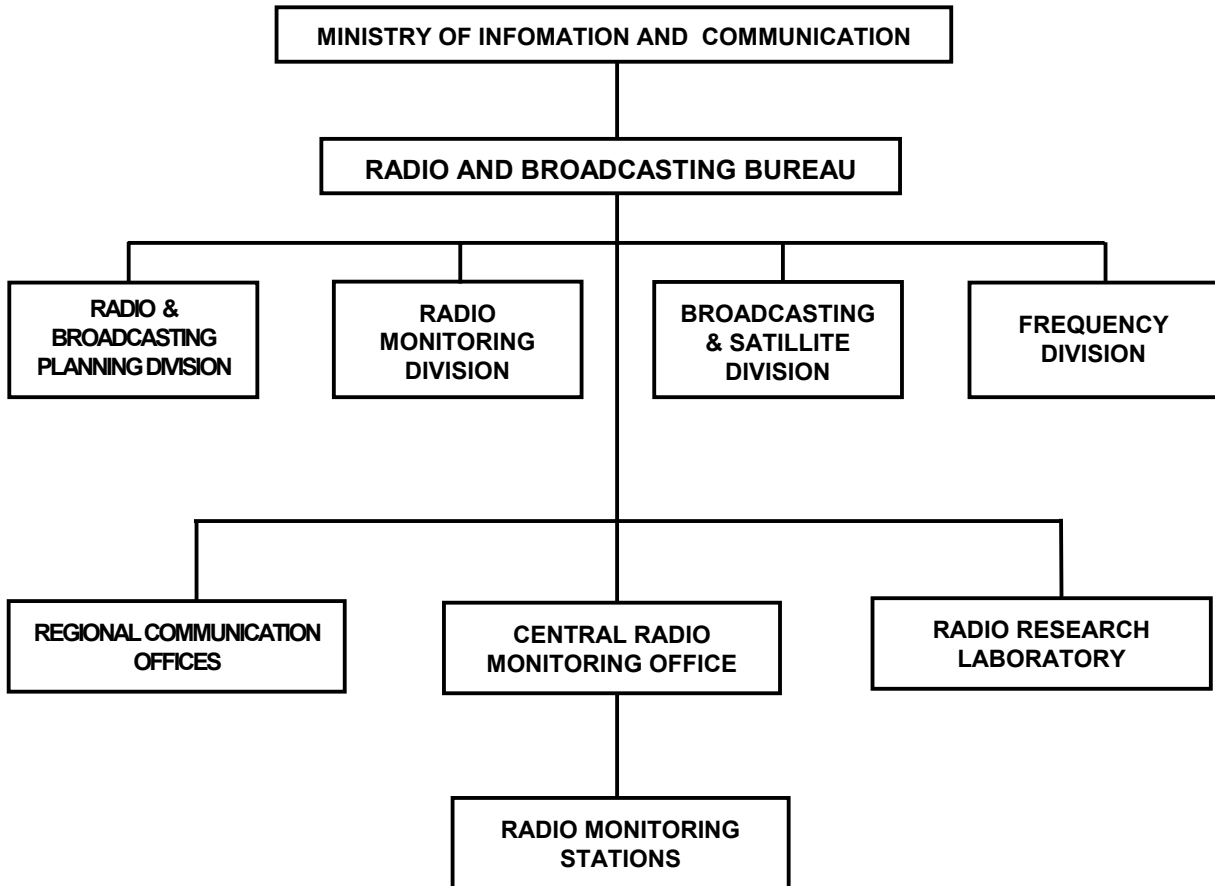 MINISTRY OF INFOMATION AND COMMUNICATION
RADIO AND BROADCASTING BUREAU
RADIO &
BROADCASTING
PLANNING DIVISION
RADIO
MONITORING
DIVISION
BROADCASTING
& SATILLITE
DIVISION
FREQUENCY
DIVISION
REGIONAL COMMUNICATION
OFFICES
CENTRAL RADIO
MONITORING OFFICE
RADIO RESEARCH
LABORATORY
RADIO MONITORING
STATIONS